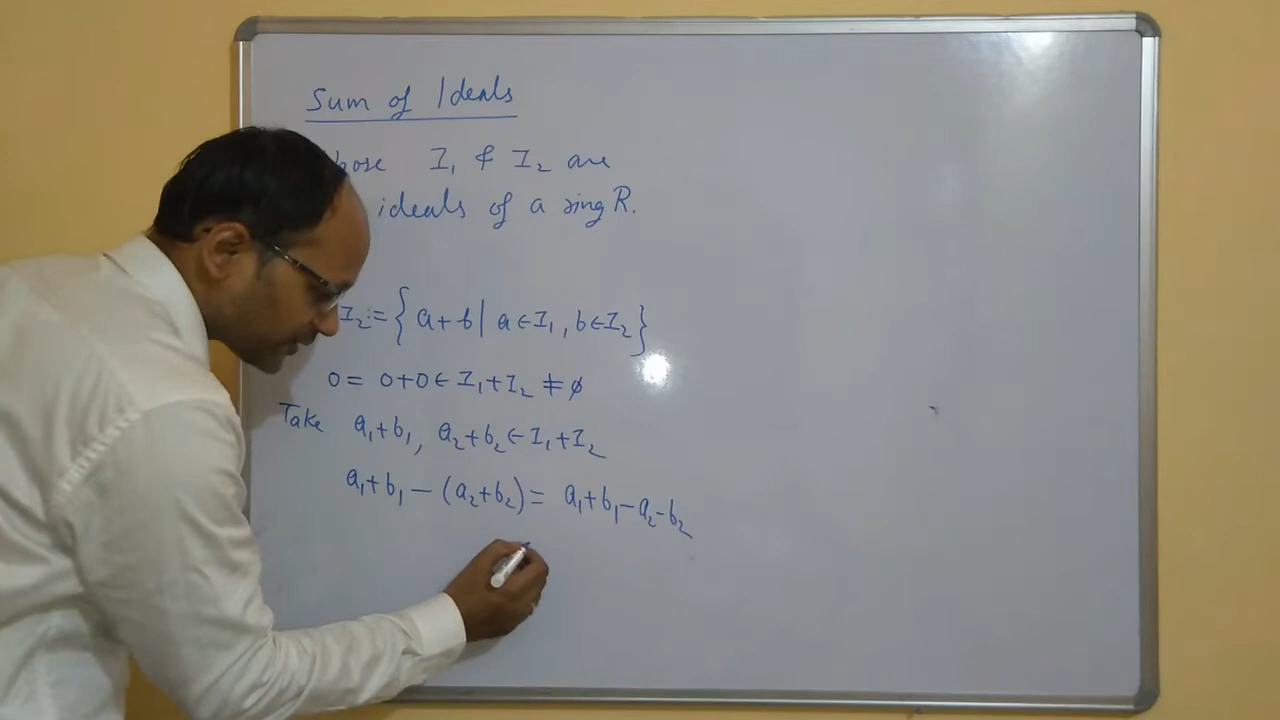 Sum of Ideals
I₁ & I₂ are
ideals of a ring R.
I₂ = { a+b | a ∈ I₁, b ∈ I₂ }
0 = 0+0 ∈ I₁+I₂ ≠ ϕ
Take a₁+b₁, a₂+b₂ ∈ I₁+I₂
a₁+b₁ − (a₂+b₂) = a₁+b₁−a₂−b₂